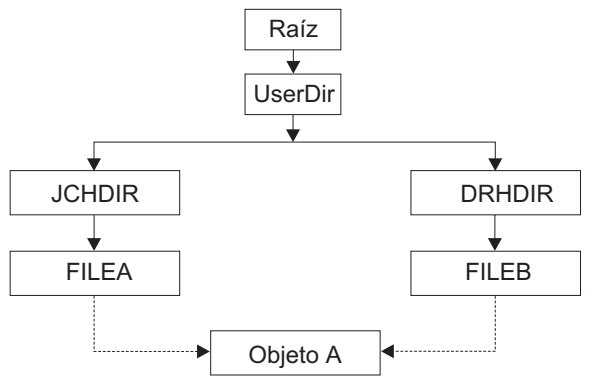 Raíz
UserDir
JCHDIR
DRHDIR
FILEA
FILEB
Objeto A